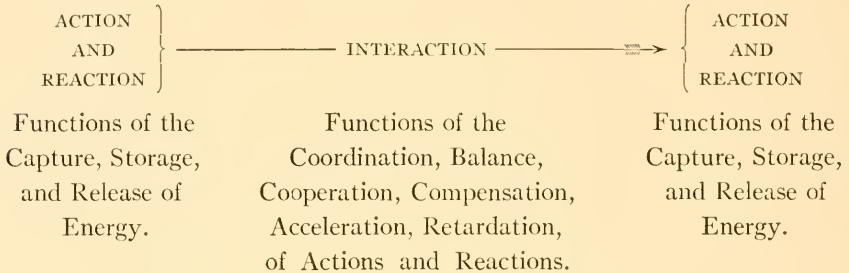 ACTION
AND
REACTION
INTERACTION
ACTION
AND
REACTION
Functions of the
Capture, Storage,
and Release of
Energy.
Functions of the
Coordination, Balance,
Cooperation, Compensation,
Acceleration, Retardation,
of Actions and Reactions.
Functions of the
Capture, Storage,
and Release of
Energy.